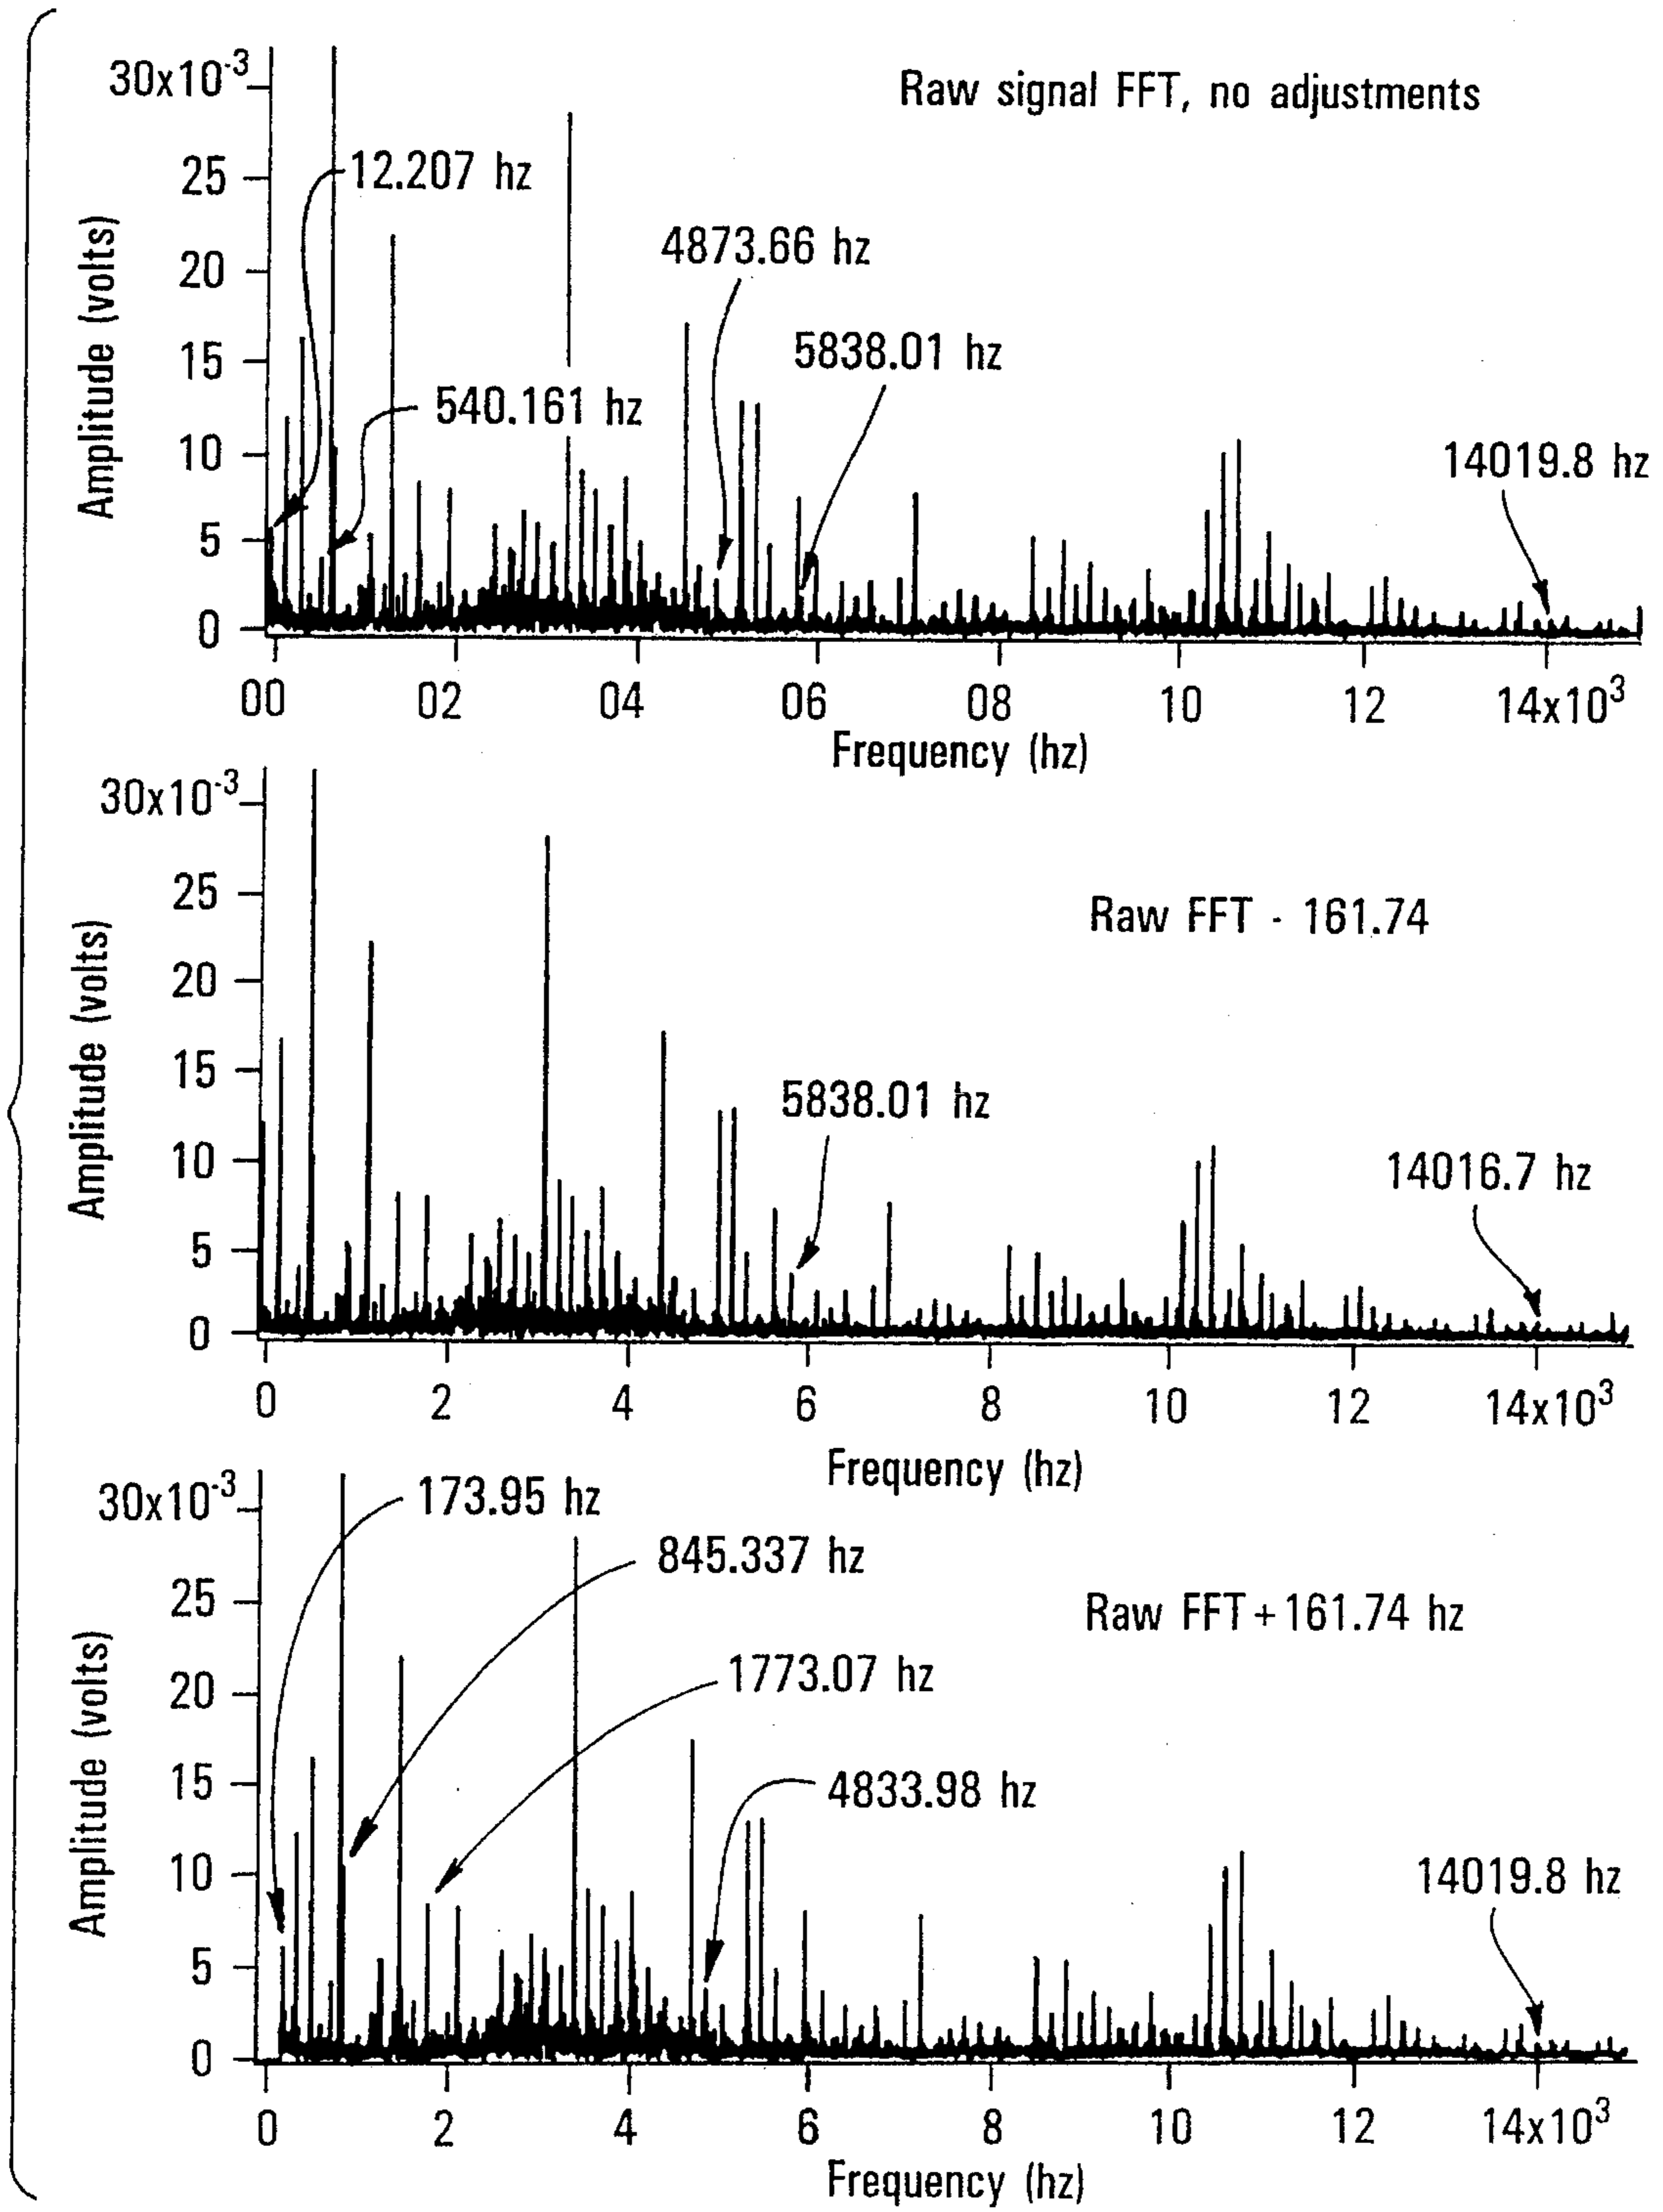 Raw signal FFT, no adjustments
30x10-3
25
20
15
10
5
0
Amplitude (volts)
12.207 hz
540.161 hz
4873.66 hz
5838.01 hz
14019.8 hz
00 02 04 06 08 10 12 14x10³
Frequency (hz)
Raw FFT - 161.74
30x10-3
25
20
15
10
5
0
Amplitude (volts)
5838.01 hz
14016.7 hz
0 2 4 6 8 10 12 14x10³
Frequency (hz)
Raw FFT + 161.74 hz
30x10-3
25
20
15
10
5
0
Amplitude (volts)
173.95 hz
845.337 hz
1773.07 hz
4833.98 hz
14019.8 hz
0 2 4 6 8 10 12 14x10³
Frequency (hz)